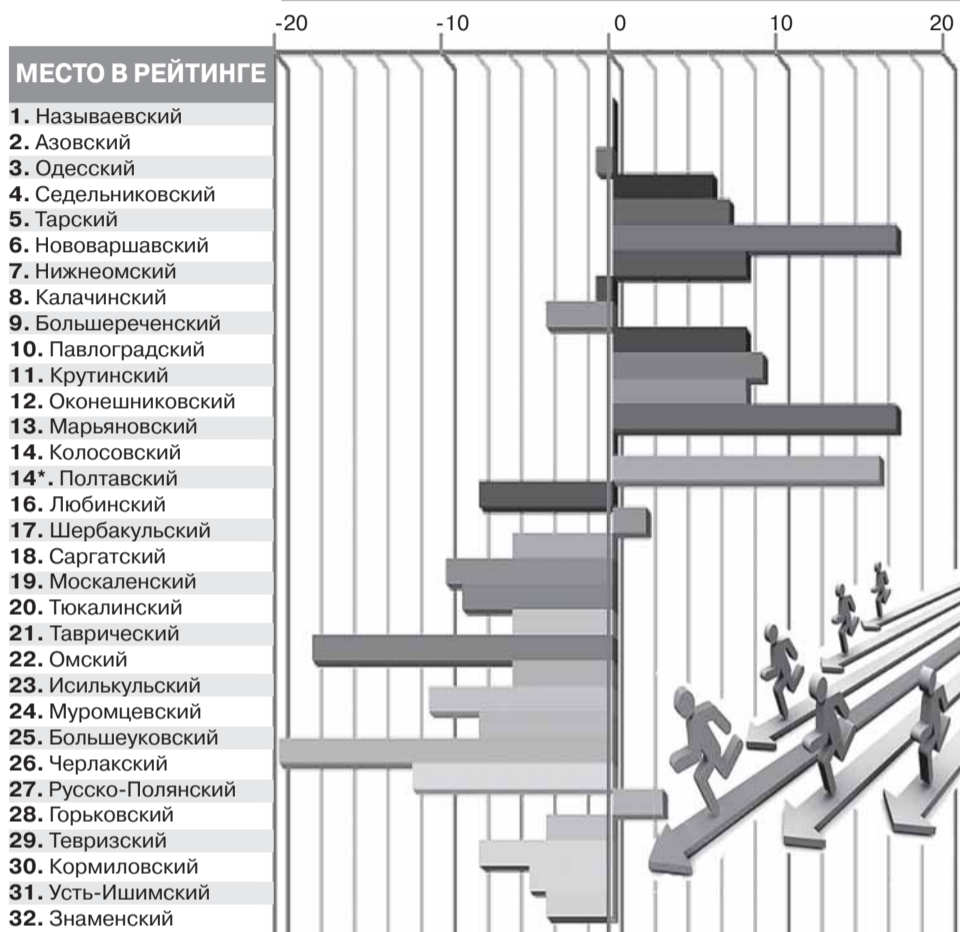 -20 -10 0 10 20
МЕСТО В РЕЙТИНГЕ
1. Называевский
2. Азовский
3. Одесский
4. Седельниковский
5. Тарский
6. Нововаршавский
7. Нижнеомский
8. Калачинский
9. Большереченский
10. Павлоградский
11. Крутинский
12. Оконешниковский
13. Марьяновский
14. Колосовский
14*. Полтавский
16. Любинский
17. Шербакульский
18. Саргатский
19. Москаленский
20. Тюкалинский
21. Таврический
22. Омский
23. Исилькульский
24. Муромцевский
25. Большеуковский
26. Черлакский
27. Русско-Полянский
28. Горьковский
29. Тевризский
30. Кормиловский
31. Усть-Ишимский
32. Знаменский